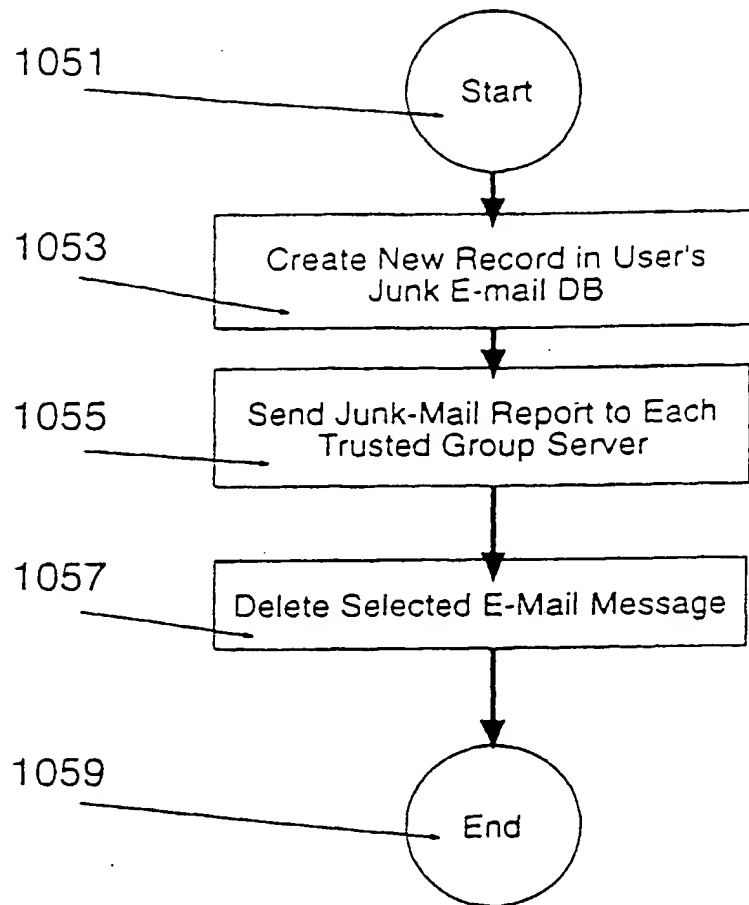 1051
Start
1053
Create New Record in User's
Junk E-mail DB
1055
Send Junk-Mail Report to Each
Trusted Group Server
1057
Delete Selected E-Mail Message
1059
End